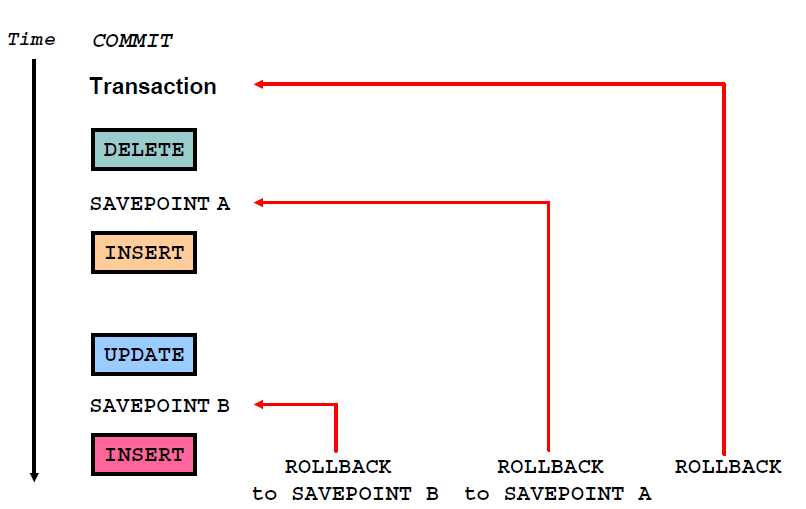 Time COMMIT
Transaction
DELETE
SAVEPOINT A
INSERT
UPDATE
SAVEPOINT B
INSERT
ROLLBACK
to SAVEPOINT B
ROLLBACK
to SAVEPOINT A
ROLLBACK